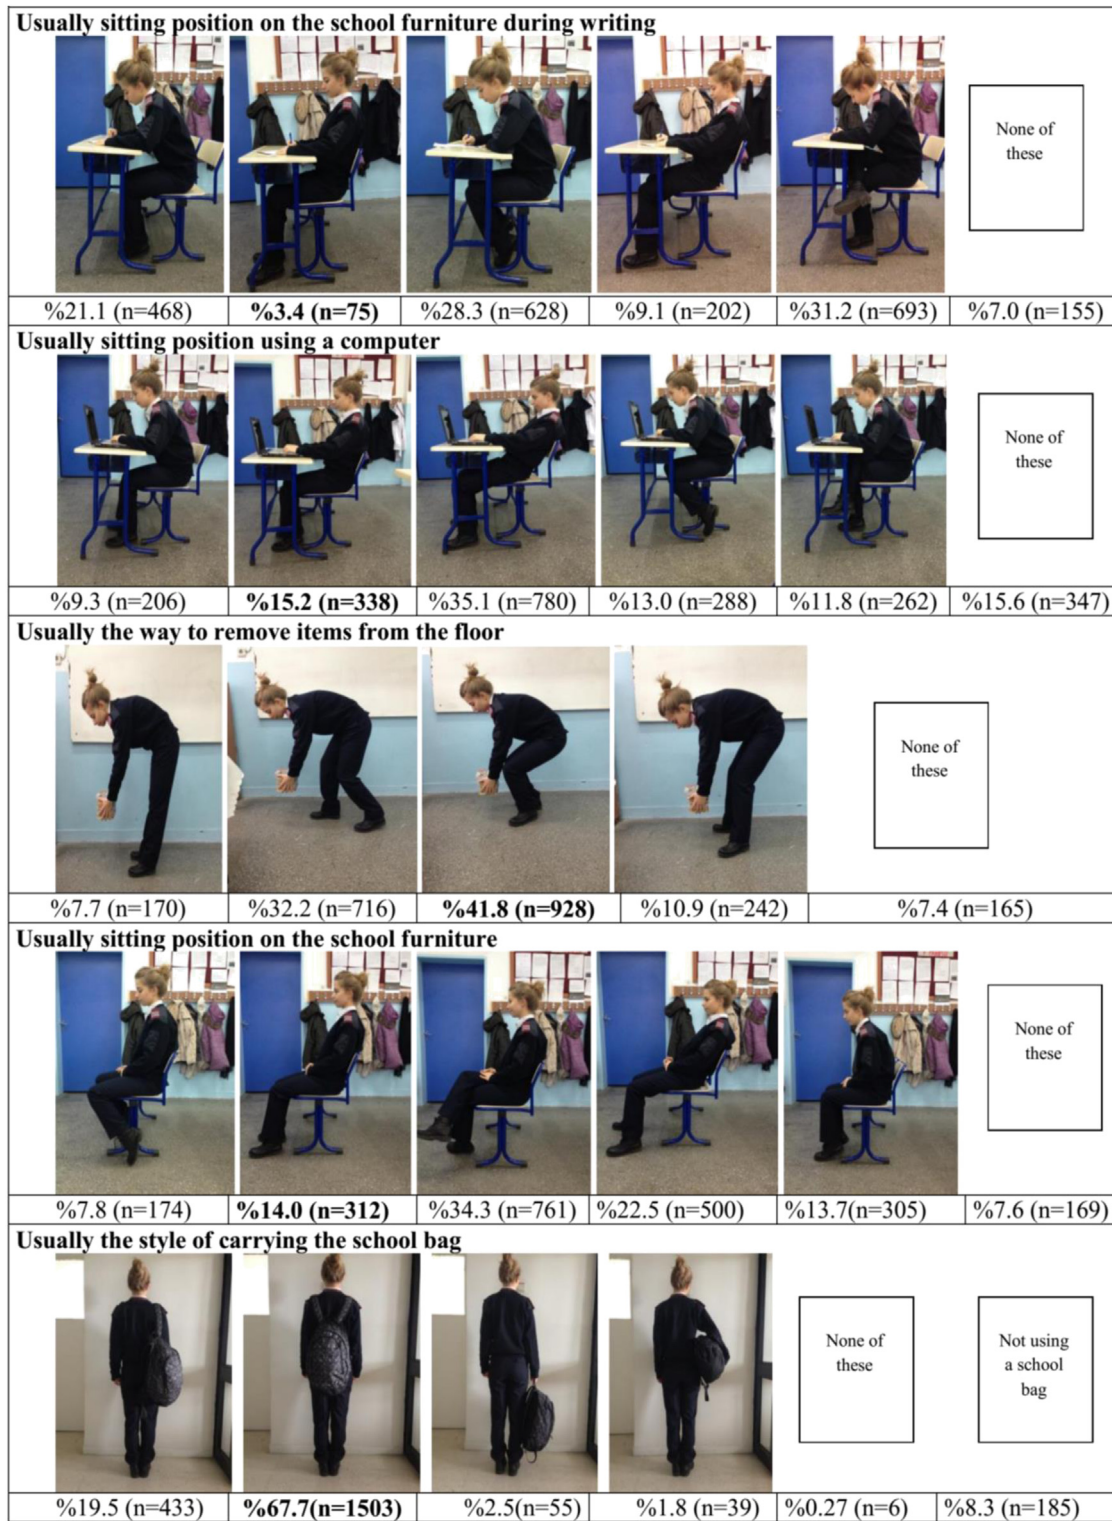 Usually sitting position on the school furniture during writing
None of
these
%21.1 (n=468) %3.4 (n=75) %28.3 (n=628) %9.1 (n=202) %31.2 (n=693) %7.0 (n=155)
Usually sitting position using a computer
None of
these
%9.3 (n=206) %15.2 (n=338) %35.1 (n=780) %13.0 (n=288) %11.8 (n=262) %15.6 (n=347)
Usually the way to remove items from the floor
None of
these
%7.7 (n=170) %32.2 (n=716) %41.8 (n=928) %10.9 (n=242) %7.4 (n=165)
Usually sitting position on the school furniture
None of
these
%7.8 (n=174) %14.0 (n=312) %34.3 (n=761) %22.5 (n=500) %13.7(n=305) %7.6 (n=169)
Usually the style of carrying the school bag
None of
these
Not using
a school
bag
%19.5 (n=433) %67.7(n=1503) %2.5(n=55) %1.8 (n=39) %0.27 (n=6) %8.3 (n=185)